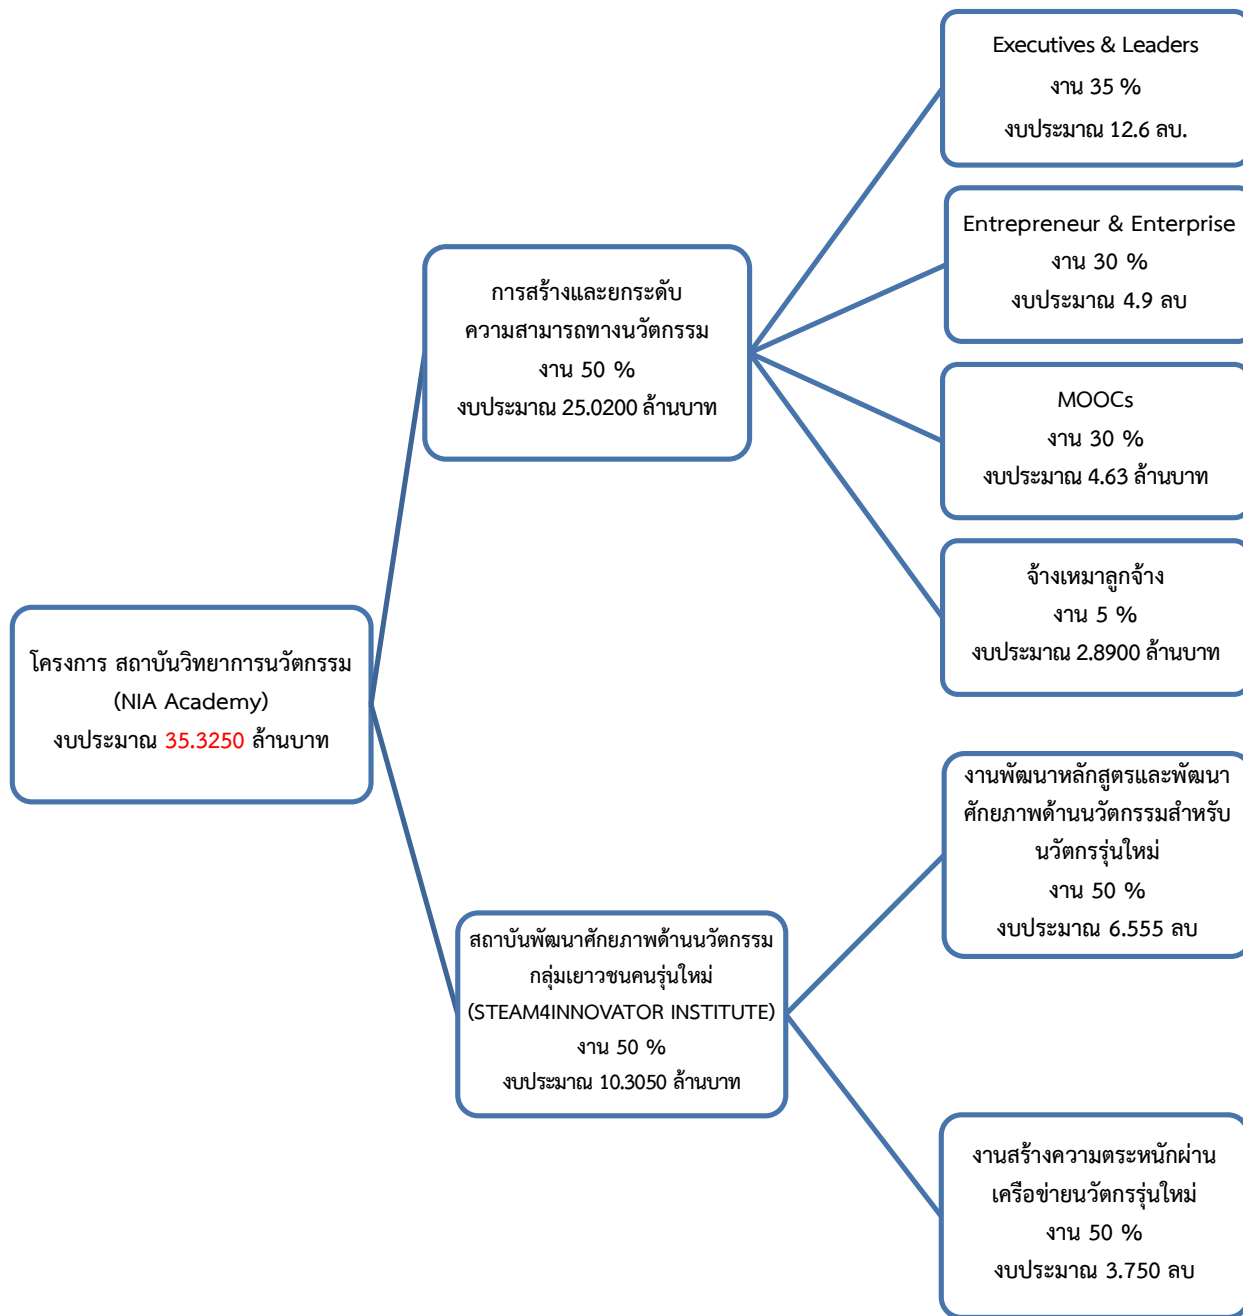 Executives & Leaders
งาน 35 %
งบประมาณ 12.6 ลบ.
Entrepreneur & Enterprise
งาน 30 %
งบประมาณ 4.9 ลบ
การสร้างและยกระดับ
ความสามารถทางนวัตกรรม
งาน 50 %
งบประมาณ 25.0200 ล้านบาท
MOOCs
งาน 30 %
งบประมาณ 4.63 ล้านบาท
จ้างเหมาลูกจ้าง
งาน 5 %
งบประมาณ 2.8900 ล้านบาท
โครงการ สถาบันวิทยาการนวัตกรรม
(NIA Academy)
งบประมาณ 35.3250 ล้านบาท
งานพัฒนาหลักสูตรและพัฒนา
ศักยภาพด้านนวัตกรรมสำหรับ
นวัตกรรุ่นใหม่
งาน 50 %
งบประมาณ 6.555 ลบ
สถาบันพัฒนาศักยภาพด้านนวัตกรรม
กลุ่มเยาวชนคนรุ่นใหม่
(STEAM4INNOVATOR INSTITUTE)
งาน 50 %
งบประมาณ 10.3050 ล้านบาท
งานสร้างความตระหนักผ่าน
เครือข่ายนวัตกรรุ่นใหม่
งาน 50 %
งบประมาณ 3.750 ลบ